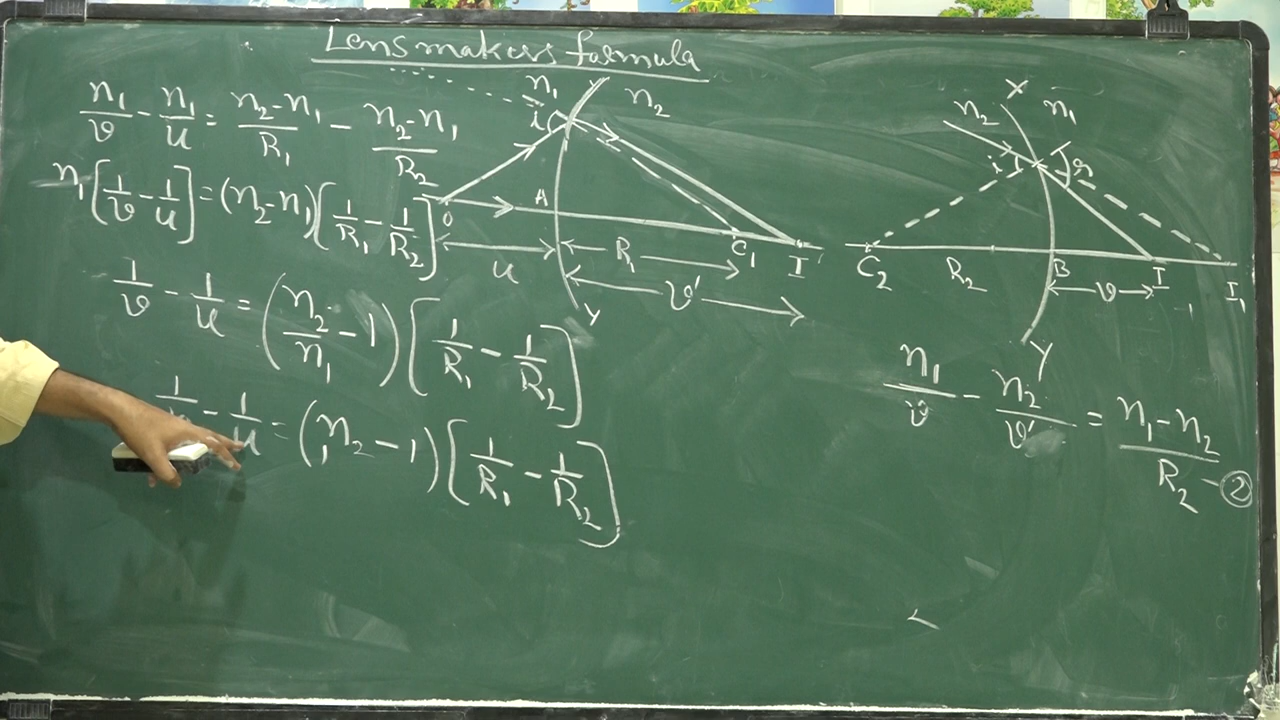 Lens makers formula
n₁/v - n₁/u = n₂-n₁/R₁ - n₂-n₁/R₂
n₁[1/v - 1/u] = (n₂-n₁)[1/R₁ - 1/R₂]
1/v - 1/u = (n₂/n₁ - 1)[1/R₁ - 1/R₂]
- 1/u = (₁n₂ - 1)[1/R₁ - 1/R₂]
n₁ n₂
i
O A C₁ I
u R₁
v'
Y
X
n₂ n₁
i r
C₂ R₂ B v I I₁
Y
n₁/v - n₂/v' = n₁-n₂/R₂ - ②